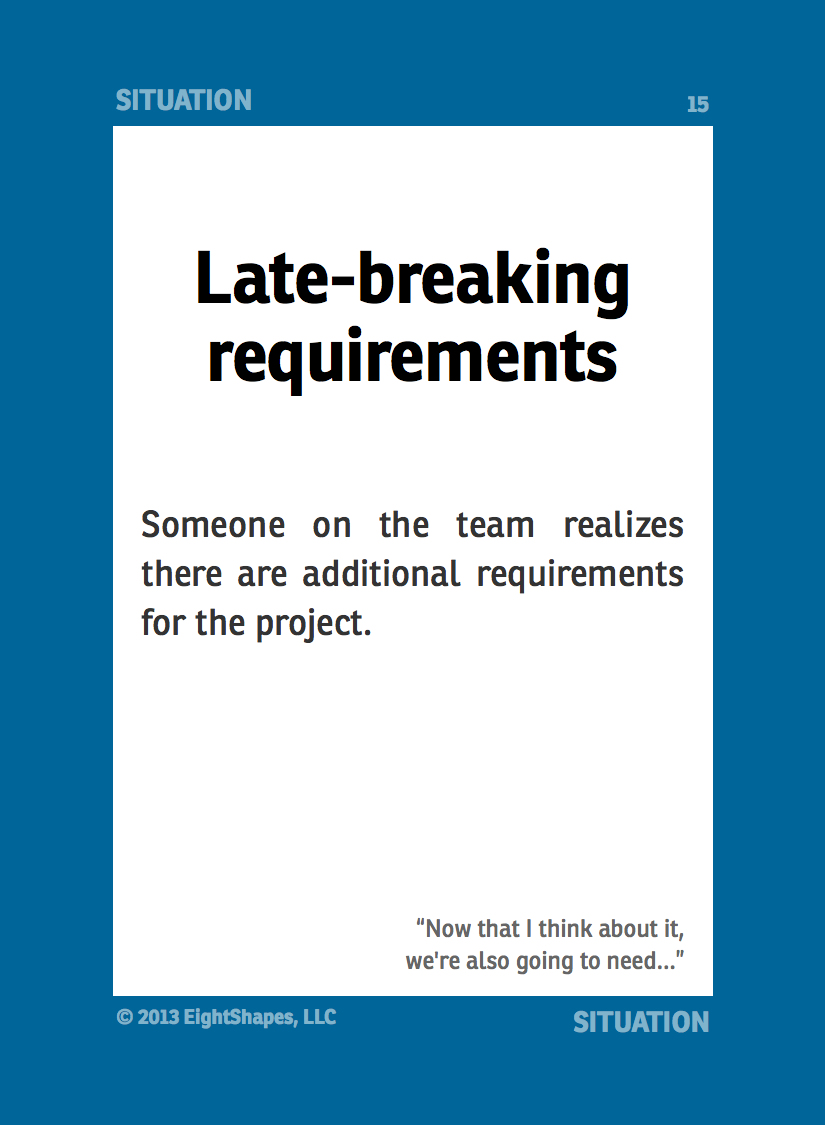 SITUATION
15
Late-breaking
requirements
Someone on the team realizes
there are additional requirements
for the project.
“Now that I think about it,
we're also going to need...”
© 2013 EightShapes, LLC
SITUATION